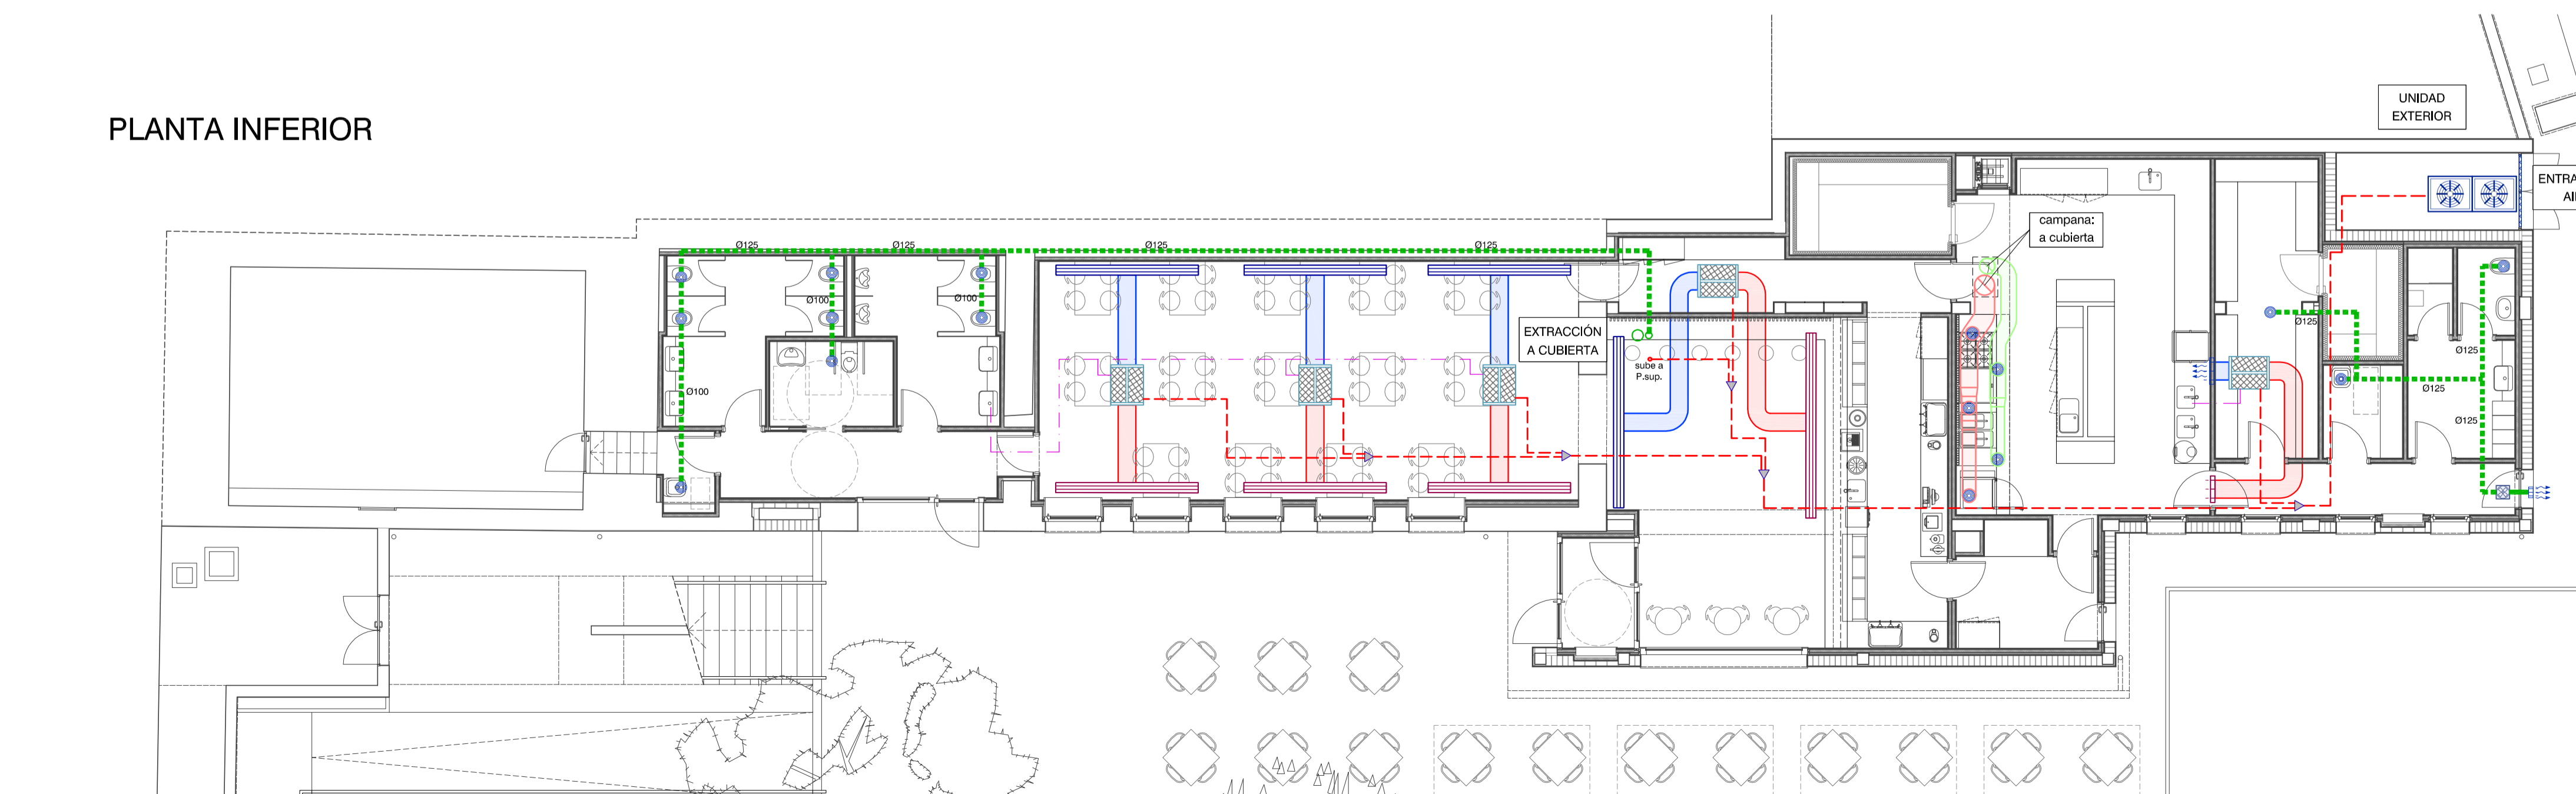 UNIDAD
EXTERIOR
PLANTA INFERIOR
ENTRA
campana:
a cubierta
Ø125
Ø125
Ø125
Ø125
Ø100
Ø100
Ø125
EXTRACCIÓN
A CUBIERTA
sube a
P.sup.
Ø125
Ø100
Ø125
Ø125